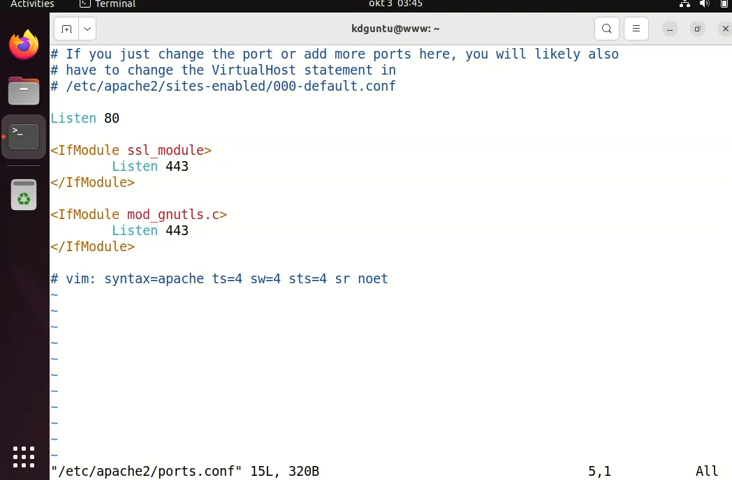 Activities
Terminal
okt 3 03:45
kdguntu@www: ~
# If you just change the port or add more ports here, you will likely also
# have to change the VirtualHost statement in
# /etc/apache2/sites-enabled/000-default.conf
Listen 80
<IfModule ssl_module>
Listen 443
</IfModule>
<IfModule mod_gnutls.c>
Listen 443
</IfModule>
# vim: syntax=apache ts=4 sw=4 sts=4 sr noet
~
~
~
~
~
~
~
~
~
~
~
"/etc/apache2/ports.conf" 15L, 320B 5,1 All